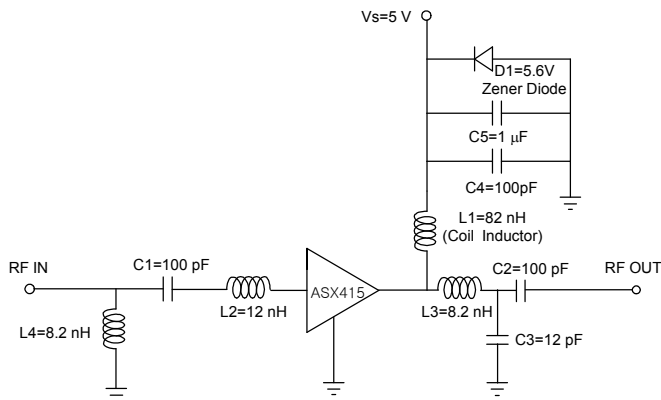 Vs=5 V
D1=5.6V
Zener Diode
C5=1 μF
C4=100pF
L1=82 nH
(Coil Inductor)
RF IN
C1=100 pF
ASX415
C2=100 pF
RF OUT
L4=8.2 nH
L2=12 nH
L3=8.2 nH
C3=12 pF